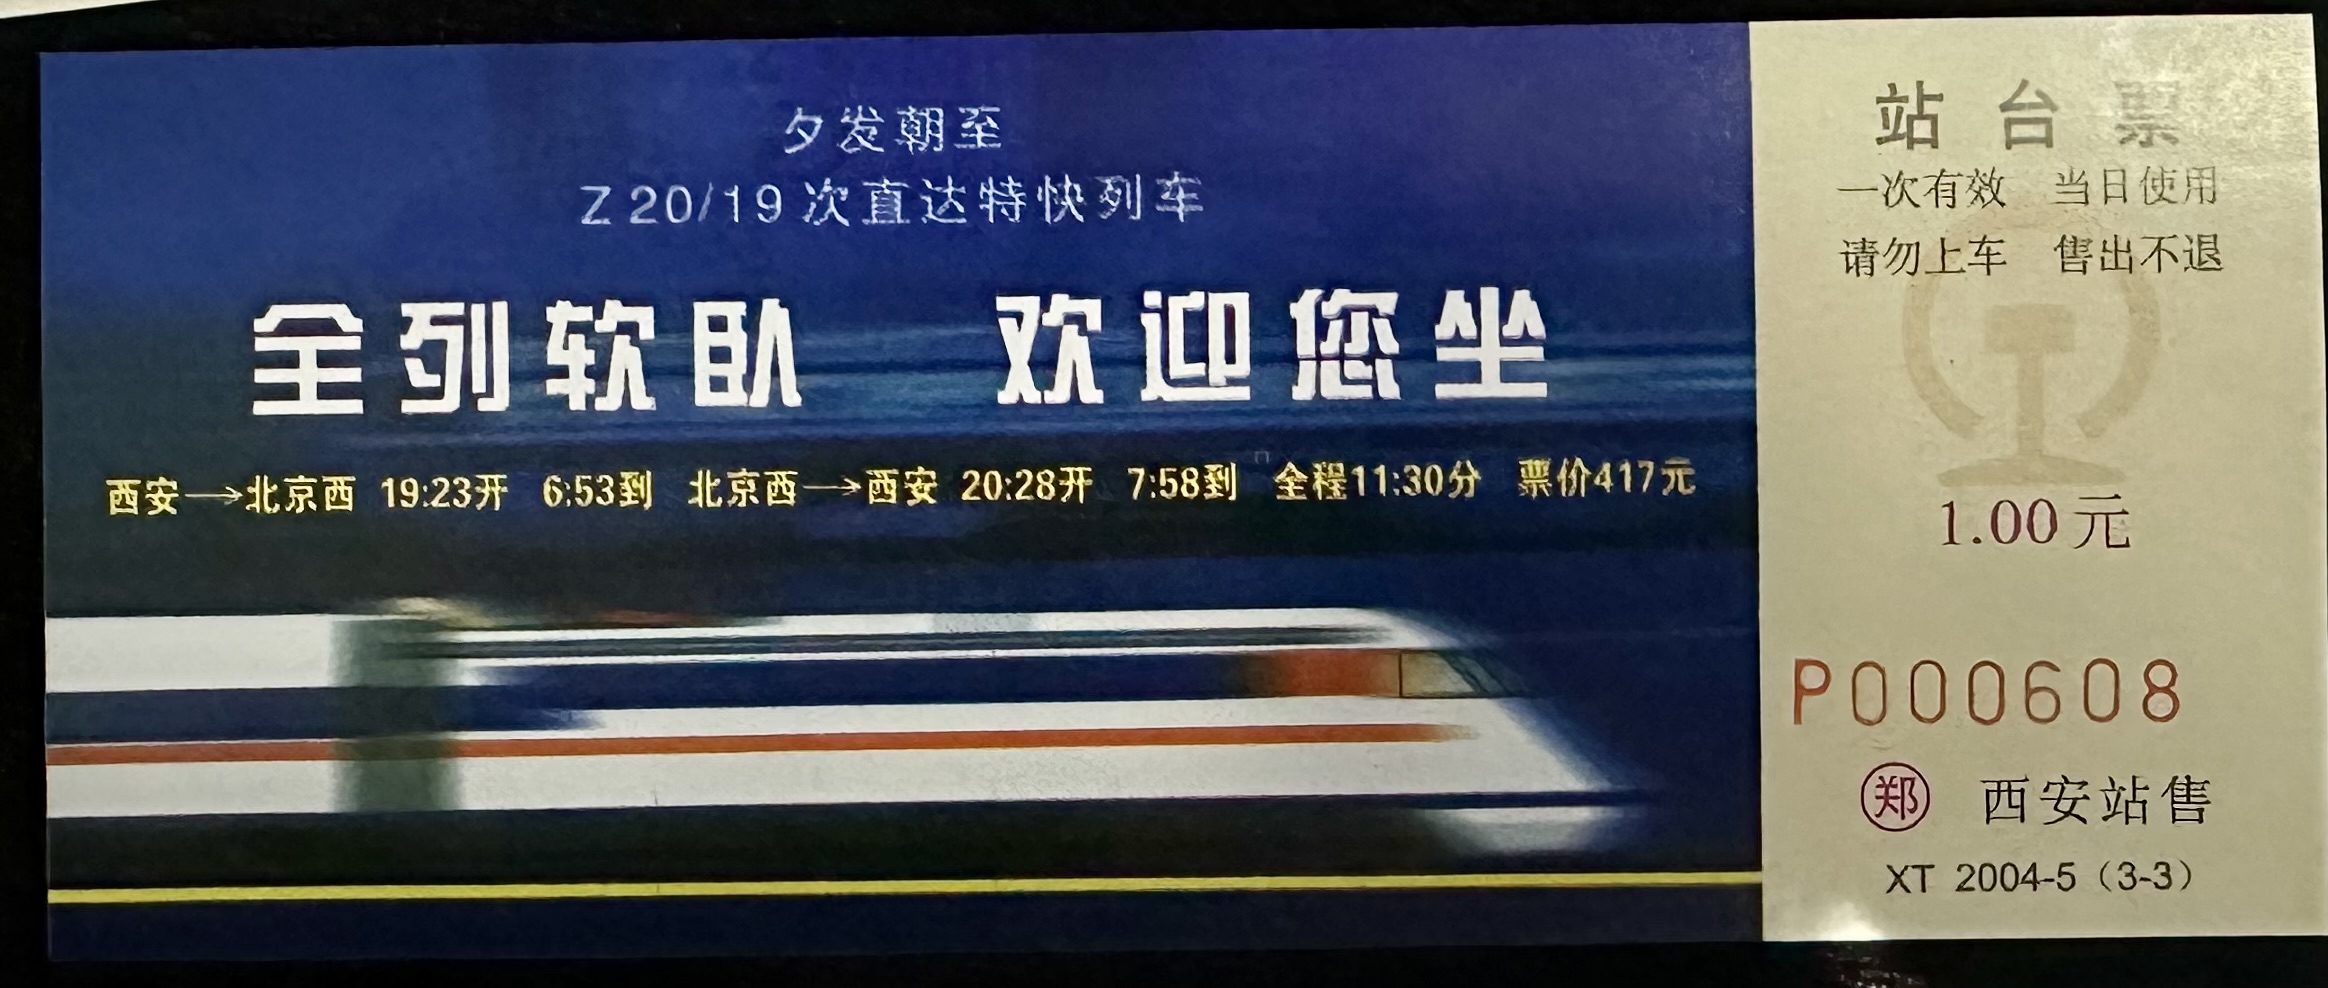 夕发朝至
Z20/19次直达特快列车
全列软卧 欢迎您坐
西安→北京西 19:23开 6:53到 北京西→西安 20:28开 7:58到 全程11:30分 票价417元
站台票
一次有效 当日使用
请勿上车 售出不退
1.00元
P000608
郑 西安站售
XT 2004-5（3-3）